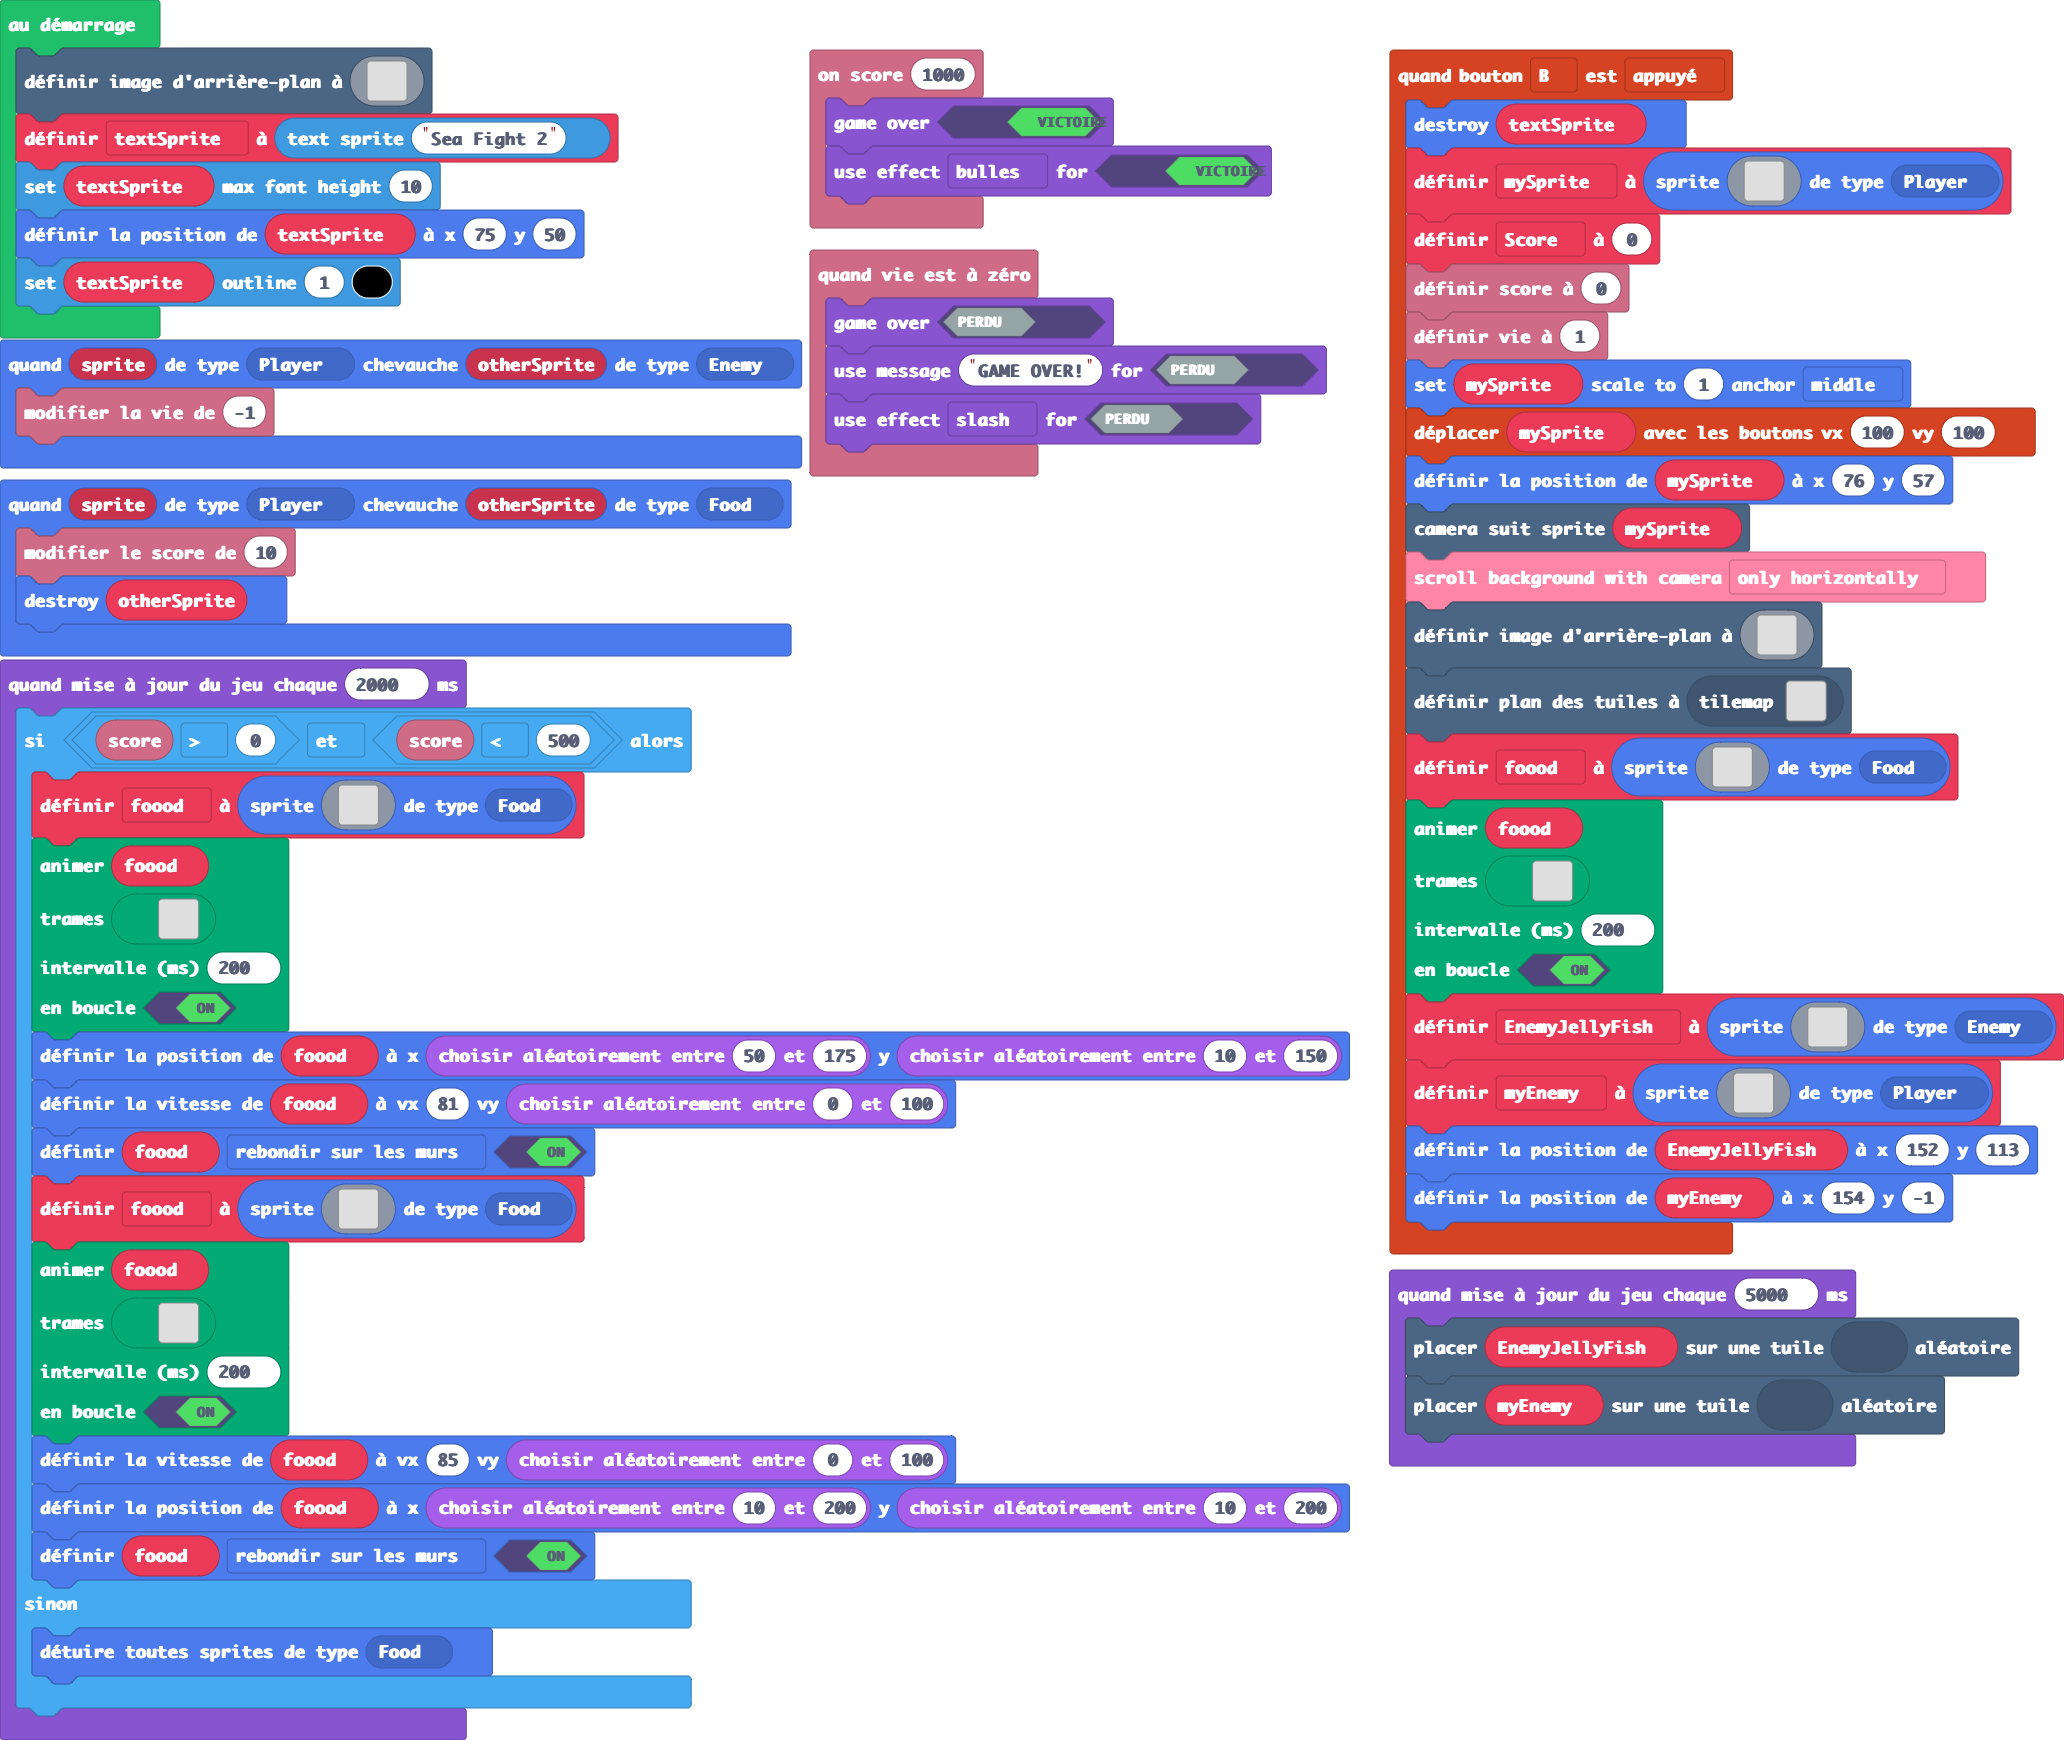 au démarrage
définir image d'arrière-plan à
définir textSprite à text sprite "Sea Fight 2"
set textSprite max font height 10
définir la position de textSprite à x 75 y 50
set textSprite outline 1
quand sprite de type Player chevauche otherSprite de type Enemy
modifier la vie de -1
quand sprite de type Player chevauche otherSprite de type Food
modifier le score de 10
destroy otherSprite
quand mise à jour du jeu chaque 2000 ms
si score > 0 et score < 500 alors
définir foood à sprite de type Food
animer foood
trames
intervalle (ms) 200
en boucle ON
définir la position de foood à x choisir aléatoirement entre 50 et 175 y choisir aléatoirement entre 10 et 150
définir la vitesse de foood à vx 81 vy choisir aléatoirement entre 0 et 100
définir foood rebondir sur les murs ON
définir foood à sprite de type Food
animer foood
trames
intervalle (ms) 200
en boucle ON
définir la vitesse de foood à vx 85 vy choisir aléatoirement entre 0 et 100
définir la position de foood à x choisir aléatoirement entre 10 et 200 y choisir aléatoirement entre 10 et 200
définir foood rebondir sur les murs ON
sinon
détuire toutes sprites de type Food
on score 1000
game over VICTOIRE
use effect bulles for VICTOIRE
quand vie est à zéro
game over PERDU
use message "GAME OVER!" for PERDU
use effect slash for PERDU
quand bouton B est appuyé
destroy textSprite
définir mySprite à sprite de type Player
définir Score à 0
définir score à 0
définir vie à 1
set mySprite scale to 1 anchor middle
déplacer mySprite avec les boutons vx 100 vy 100
définir la position de mySprite à x 76 y 57
camera suit sprite mySprite
scroll background with camera only horizontally
définir image d'arrière-plan à
définir plan des tuiles à tilemap
définir foood à sprite de type Food
animer foood
trames
intervalle (ms) 200
en boucle ON
définir EnemyJellyFish à sprite de type Enemy
définir myEnemy à sprite de type Player
définir la position de EnemyJellyFish à x 152 y 113
définir la position de myEnemy à x 154 y -1
quand mise à jour du jeu chaque 5000 ms
placer EnemyJellyFish sur une tuile aléatoire
placer myEnemy sur une tuile aléatoire